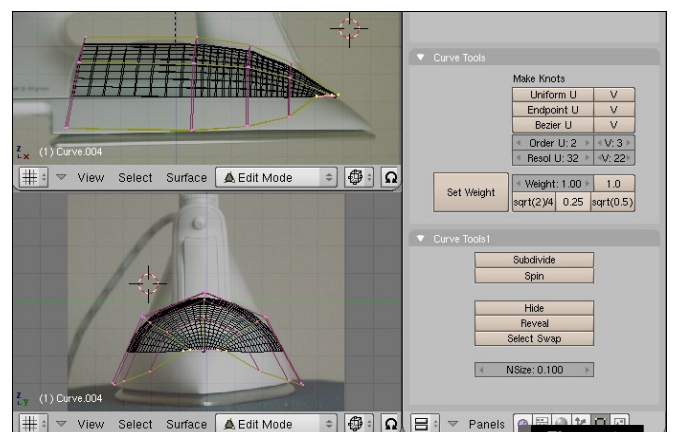 Curve Tools
Make Knots
Uniform U V
Endpoint U V
Bezier U V
Order U: 2 V: 3
Resol U: 32 V: 22
Set Weight
Weight: 1.00 1.0
sqrt(2)/4 0.25 sqrt(0.5)
z
x
(1) Curve.004
View Select Surface Edit Mode
Curve Tools1
Subdivide
Spin
Hide
Reveal
Select Swap
NSize: 0.100
z
y
(1) Curve.004
View Select Surface Edit Mode
Panels